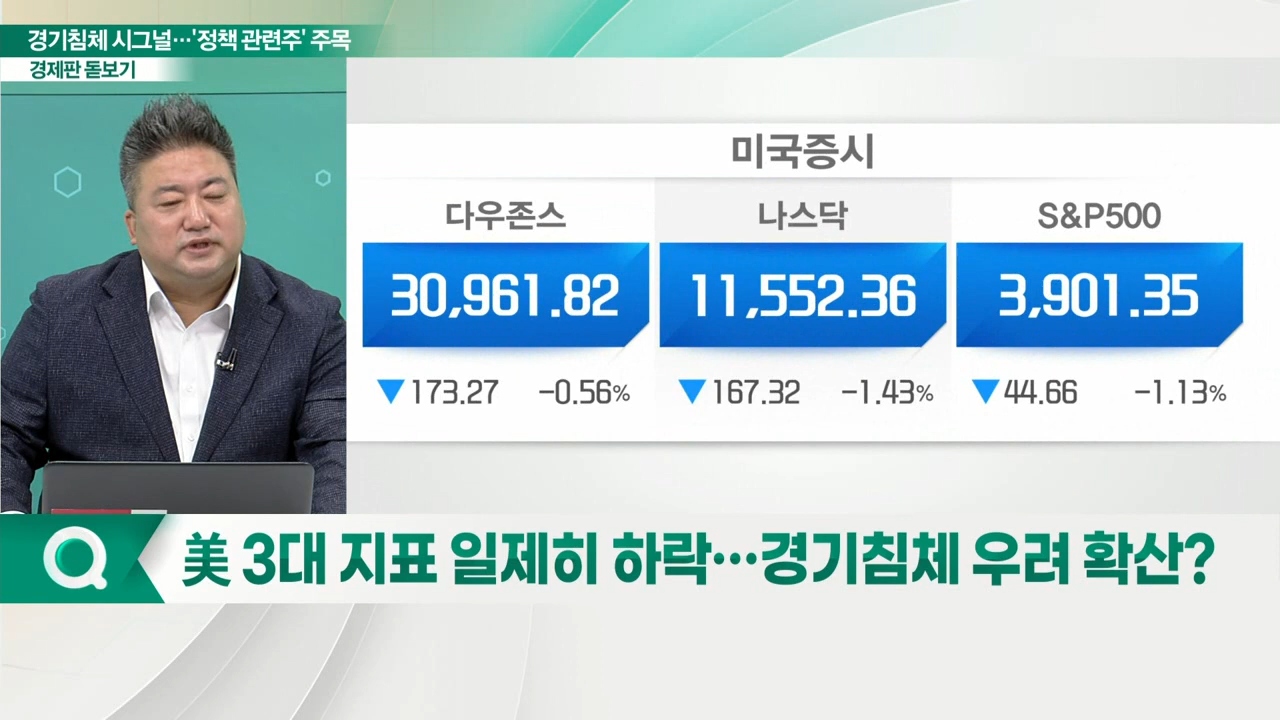 경기침체 시그널…'정책 관련주' 주목
경제판 돋보기
미국증시
다우존스 나스닥 S&P500
30,961.82 11,552.36 3,901.35
▼173.27 -0.56% ▼167.32 -1.43% ▼44.66 -1.13%
Q 美 3대 지표 일제히 하락…경기침체 우려 확산?